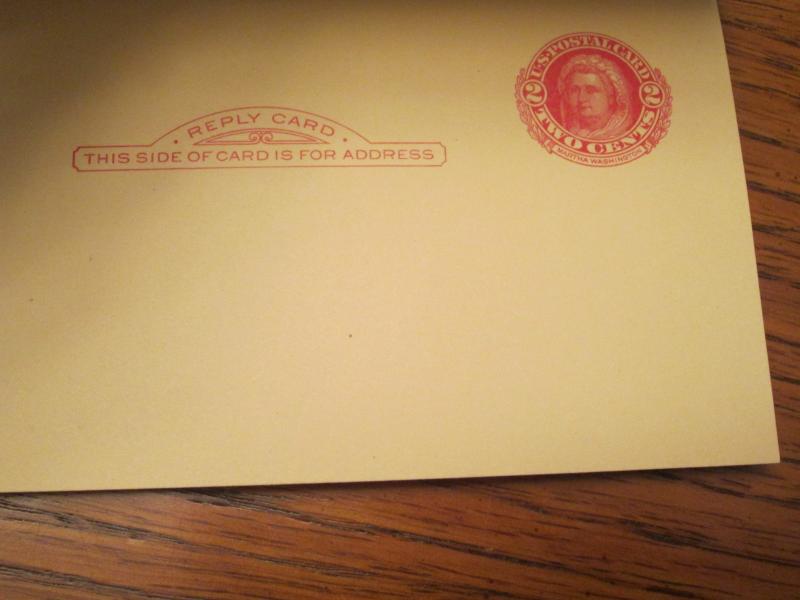 REPLY CARD
THIS SIDE OF CARD IS FOR ADDRESS
U·S·POSTAL CARD
2 2
TWO CENTS
MARTHA WASHINGTON